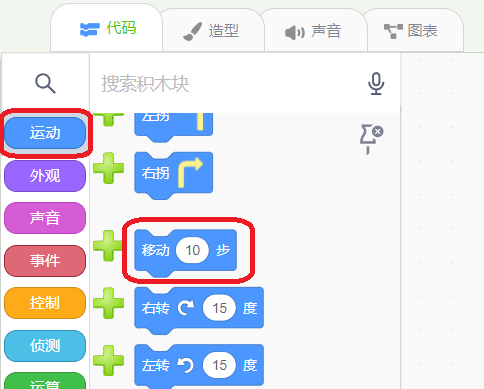 代码 造型 声音 图表
搜索积木块
运动
外观
声音
事件
控制
侦测
运算
左拐
右拐
移动 10 步
右转 15 度
左转 15 度